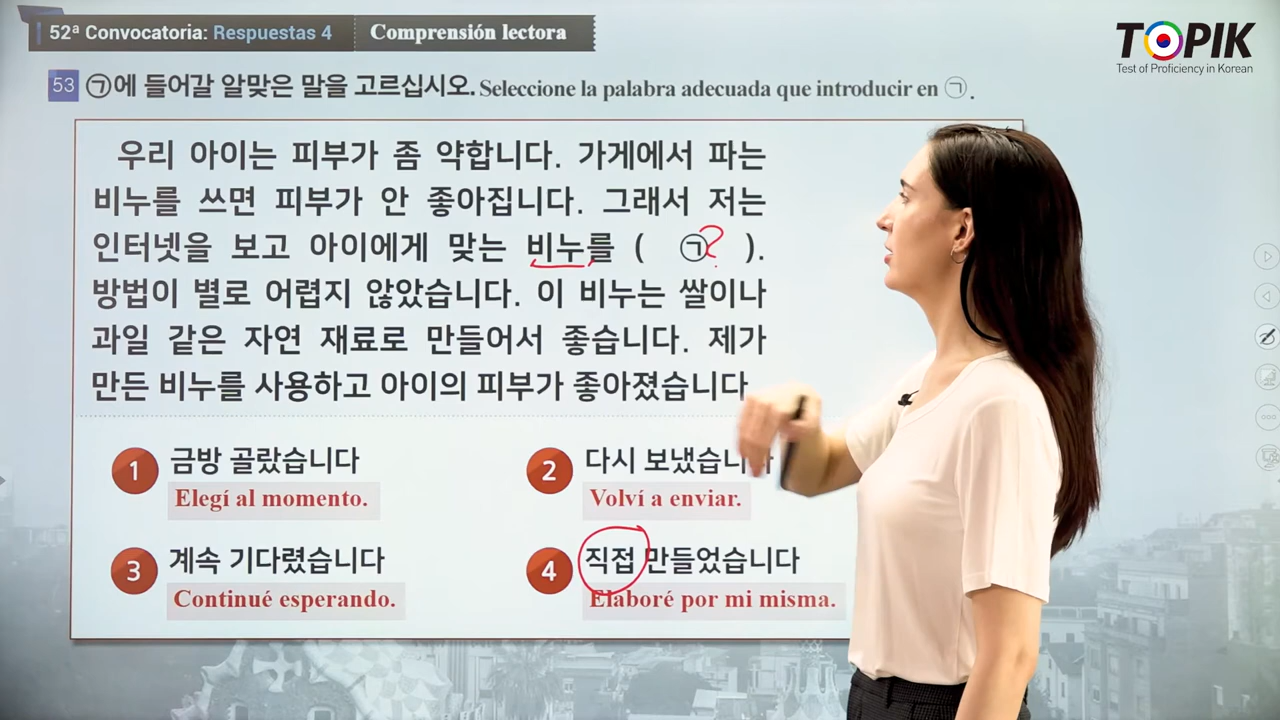 52ª Convocatoria: Respuestas 4 Comprensión lectora
TOPIK
Test of Proficiency in Korean
53 ㉠에 들어갈 알맞은 말을 고르십시오. Seleccione la palabra adecuada que introducir en ㉠.
우리 아이는 피부가 좀 약합니다. 가게에서 파는
비누를 쓰면 피부가 안 좋아집니다. 그래서 저는
인터넷을 보고 아이에게 맞는 비누를 ( ㉠? ).
방법이 별로 어렵지 않았습니다. 이 비누는 쌀이나
과일 같은 자연 재료로 만들어서 좋습니다. 제가
만든 비누를 사용하고 아이의 피부가 좋아졌습니다
1 금방 골랐습니다
Elegí al momento.
2 다시 보냈습니다
Volví a enviar.
3 계속 기다렸습니다
Continué esperando.
4 직접 만들었습니다
Elaboré por mi misma.